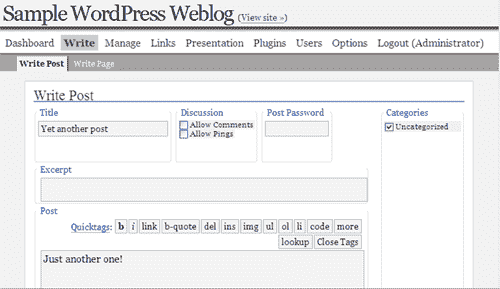 Sample WordPress Weblog (View site »)
Dashboard Write Manage Links Presentation Plugins Users Options Logout (Administrator)
Write Post Write Page
Write Post
Title Discussion Post Password Categories
Yet another post Allow Comments Uncategorized
Allow Pings
Excerpt
Post
Quicktags: b i link b-quote del ins img ul ol li code more
lookup Close Tags
Just another one!